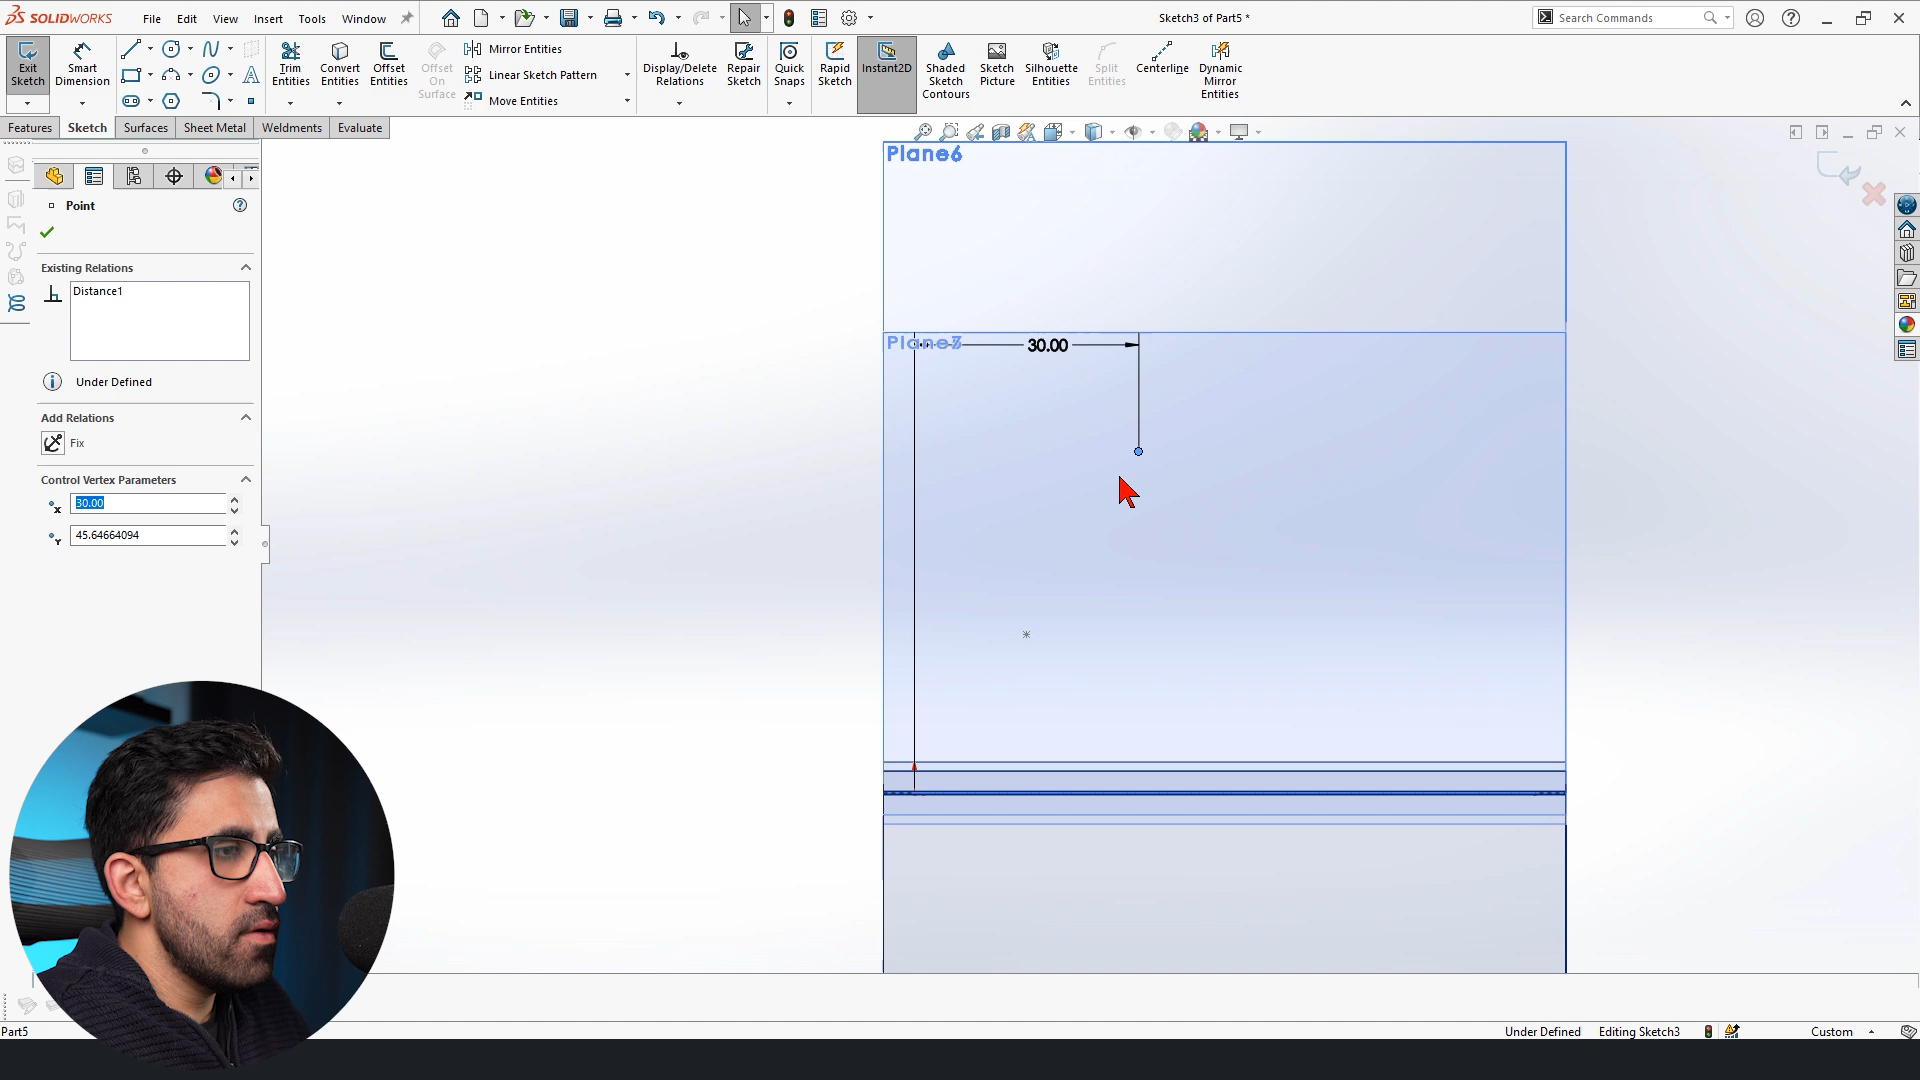 SOLIDWORKS
File Edit View Insert Tools Window
Sketch3 of Part5 *
Search Commands
Exit Sketch
Smart Dimension
Trim Entities
Convert Entities
Offset Entities
Offset On Surface
Mirror Entities
Linear Sketch Pattern
Move Entities
Display/Delete Relations
Repair Sketch
Quick Snaps
Rapid Sketch
Instant2D
Shaded Sketch Contours
Sketch Picture
Silhouette Entities
Split Entities
Centerline
Dynamic Mirror Entities
Features Sketch Surfaces Sheet Metal Weldments Evaluate
Point
Existing Relations
Distance1
Under Defined
Add Relations
Fix
Control Vertex Parameters
30.00
45.64664094
Plane6
30.00
Part5
Under Defined Editing Sketch3 Custom